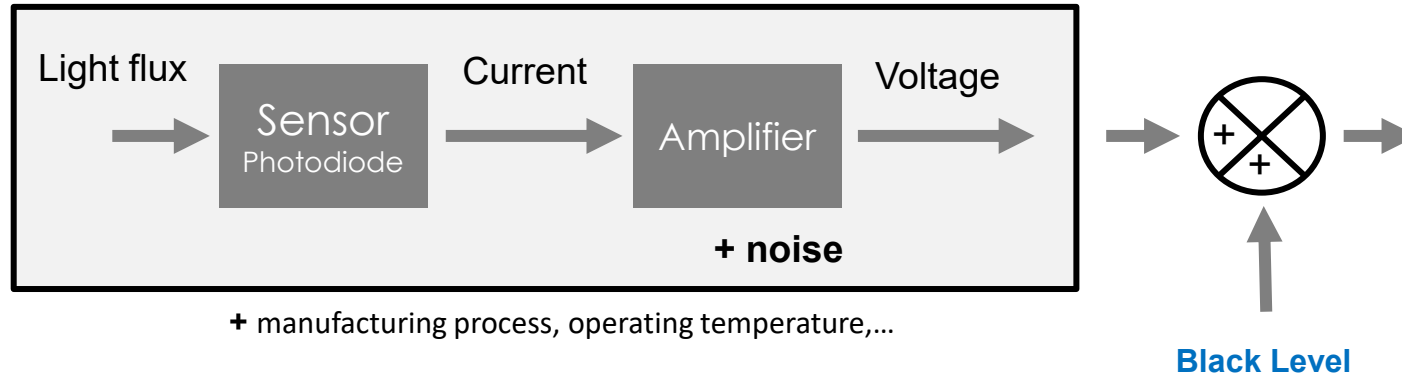 Light flux
Sensor
Photodiode
Current
Amplifier
Voltage
+ noise
+ manufacturing process, operating temperature,...
+
+
Black Level